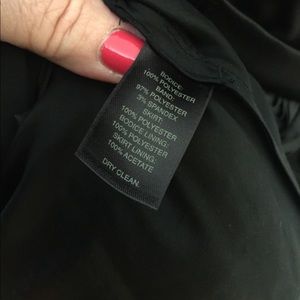 BODICE:
100% POLYESTER
BAND:
97% POLYESTER
3% SPANDEX
SKIRT:
100% POLYESTER
BODICE LINING:
100% POLYESTER
SKIRT LINING:
100% ACETATE
DRY CLEAN.